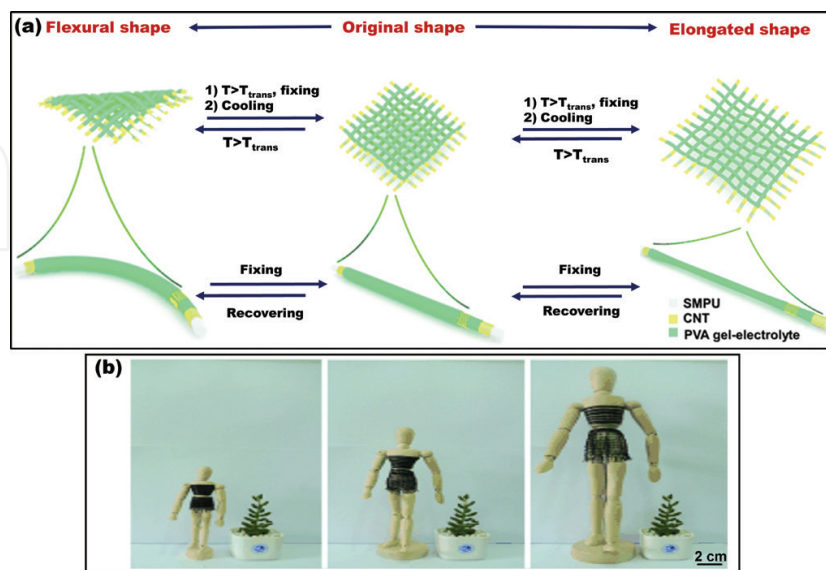 (a) Flexural shape Original shape Elongated shape
1) T>Ttrans, fixing
2) Cooling
T>Ttrans
1) T>Ttrans, fixing
2) Cooling
T>Ttrans
Fixing
Recovering
Fixing
Recovering
SMPU
CNT
PVA gel-electrolyte
(b)
2 cm